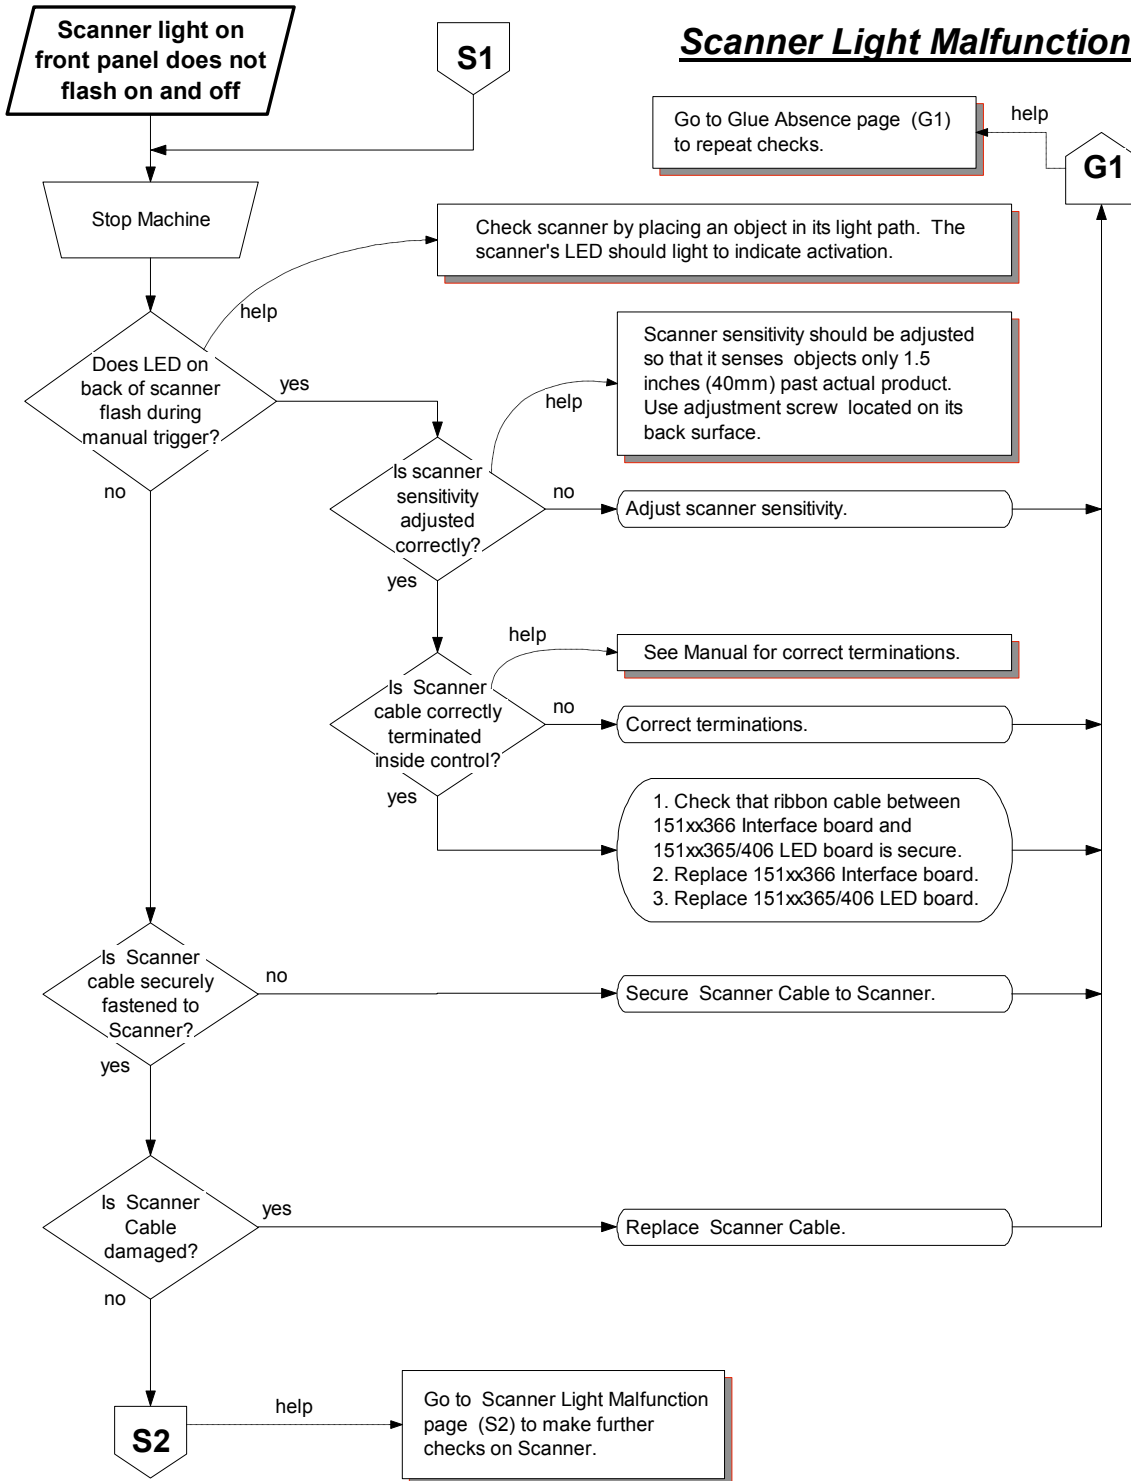 Scanner light on
front panel does not
flash on and off
S1
Scanner Light Malfunction
Go to Glue Absence page (G1)
to repeat checks.
help
G1
Stop Machine
Check scanner by placing an object in its light path. The
scanner's LED should light to indicate activation.
help
Does LED on
back of scanner
flash during
manual trigger?
yes
no
Scanner sensitivity should be adjusted
so that it senses objects only 1.5
inches (40mm) past actual product.
Use adjustment screw located on its
back surface.
help
Is scanner
sensitivity
adjusted
correctly?
no
yes
Adjust scanner sensitivity.
help
See Manual for correct terminations.
Is Scanner
cable correctly
terminated
inside control?
no
yes
Correct terminations.
1. Check that ribbon cable between
151xx366 Interface board and
151xx365/406 LED board is secure.
2. Replace 151xx366 Interface board.
3. Replace 151xx365/406 LED board.
Is Scanner
cable securely
fastened to
Scanner?
no
yes
Secure Scanner Cable to Scanner.
Is Scanner
Cable
damaged?
yes
no
Replace Scanner Cable.
S2
help
Go to Scanner Light Malfunction
page (S2) to make further
checks on Scanner.